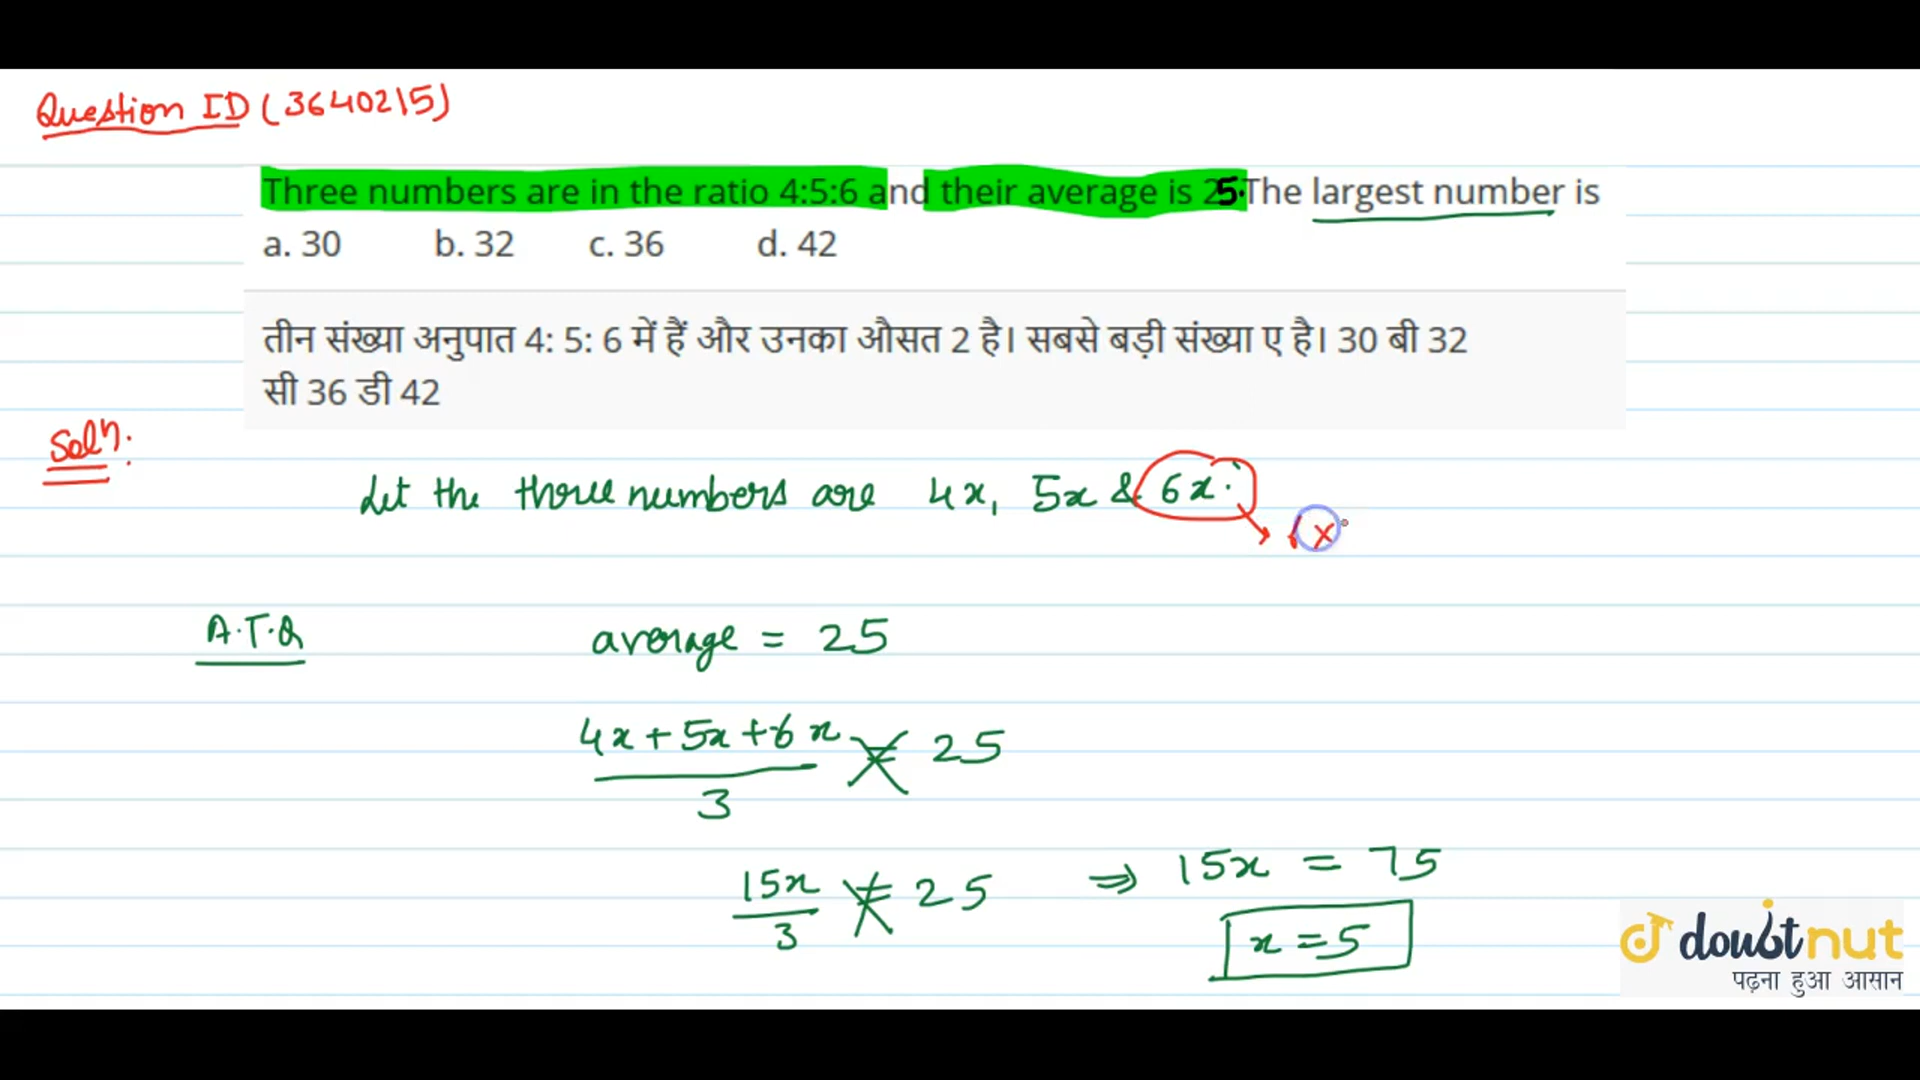 Question ID (3640215)
Three numbers are in the ratio 4:5:6 and their average is 25. The largest number is
a. 30 b. 32 c. 36 d. 42
तीन संख्या अनुपात 4: 5: 6 में हैं और उनका औसत 2 है। सबसे बड़ी संख्या ए है। 30 बी 32
सी 36 डी 42
Solⁿ:
Let the three numbers are 4x, 5x & 6x.
x
A.T.Q average = 25
4x + 5x + 6x = 25
3
15x = 25 ⇒ 15x = 75
3
x = 5
doubtnut
पढ़ना हुआ आसान